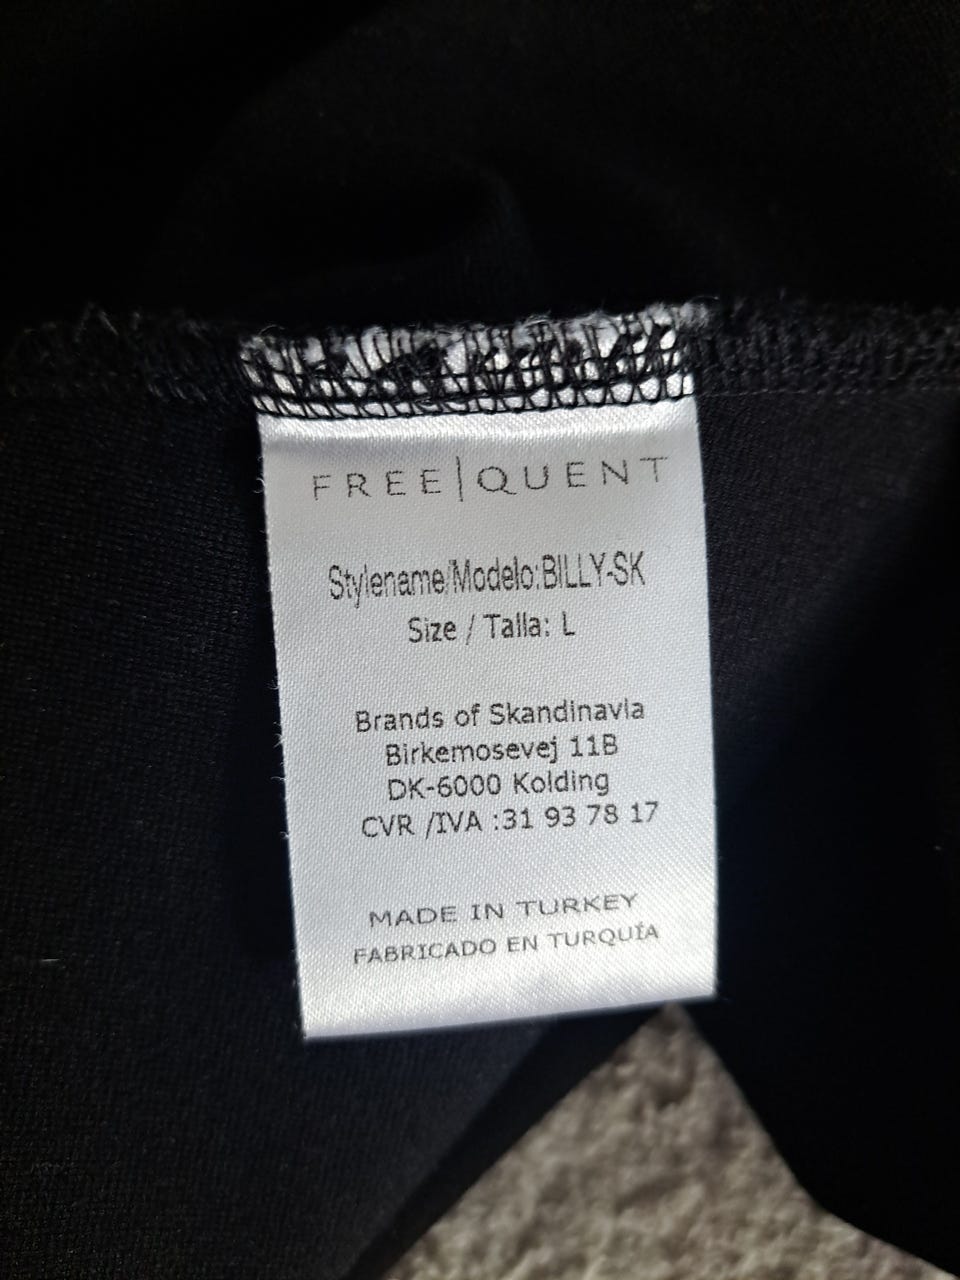 FREE|QUENT
Stylename/Modelo:BILLY-SK
Size / Talla: L
Brands of Skandinavia
Birkemosevej 11B
DK-6000 Kolding
CVR /IVA :31 93 78 17
MADE IN TURKEY
FABRICADO EN TURQUÍA